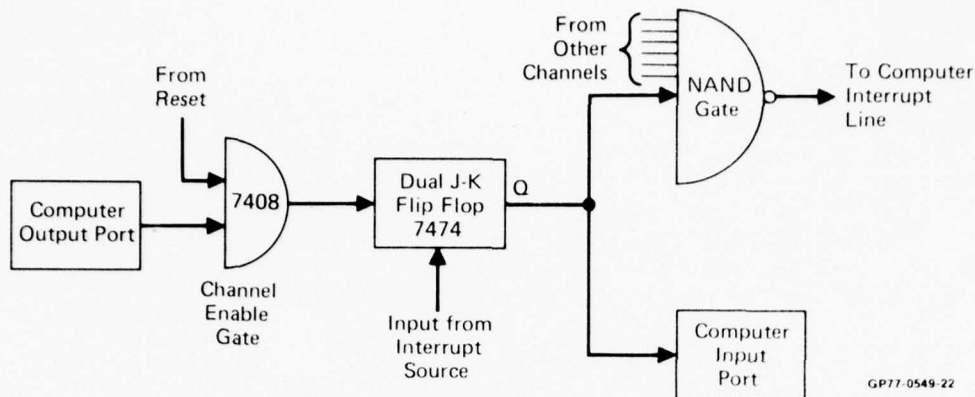 From
Other
Channels
NAND
Gate
To Computer
Interrupt
Line
From
Reset
Computer
Output Port
7408
Channel
Enable
Gate
Dual J-K
Flip Flop
7474
Q
Input from
Interrupt
Source
Computer
Input
Port
GP77-0549-22